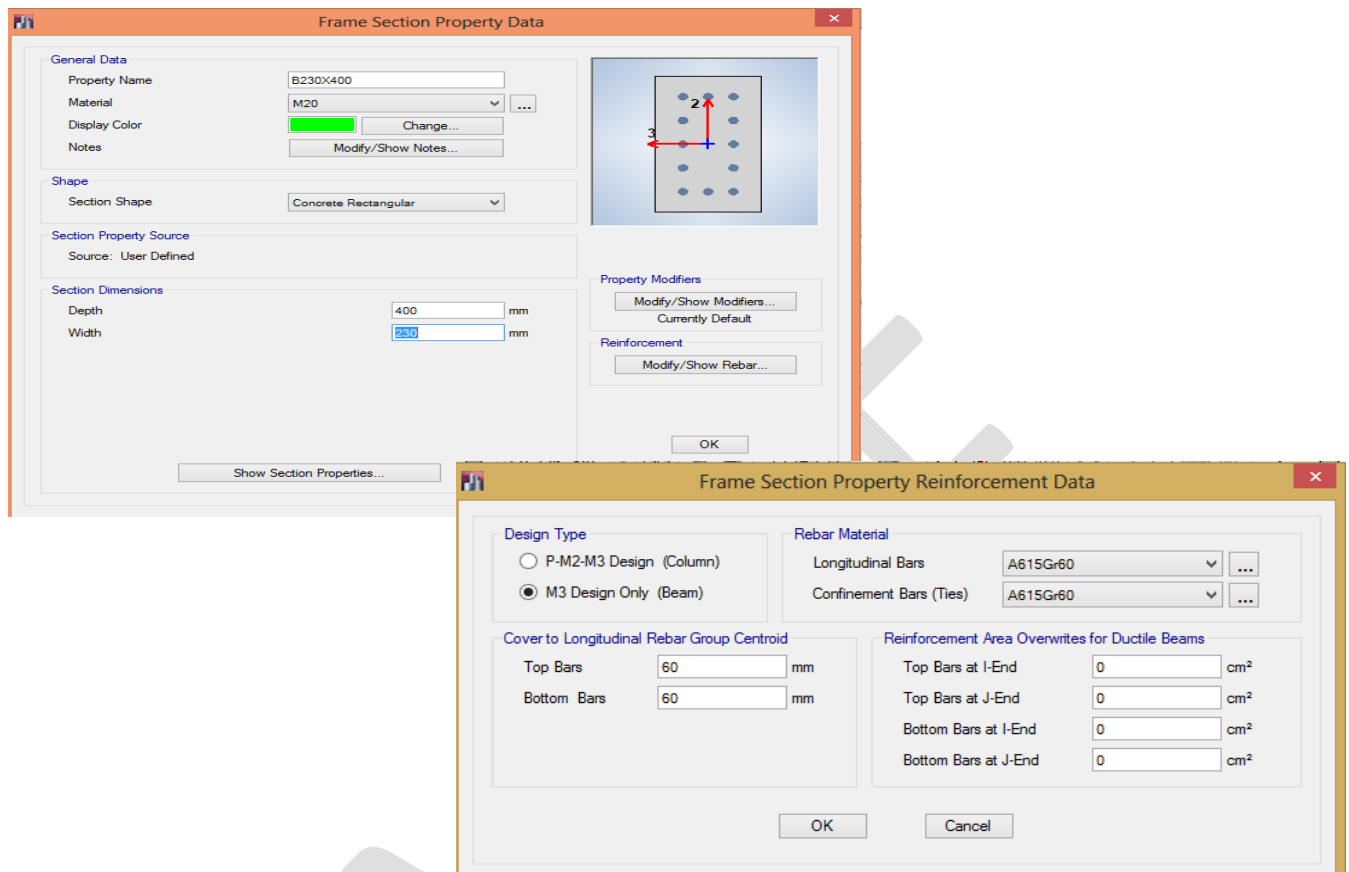 Frame Section Property Data
General Data
Property Name B230X400
Material M20 ...
Display Color Change...
Notes Modify/Show Notes...
2
3
Shape
Section Shape Concrete Rectangular
Section Property Source
Source: User Defined
Section Dimensions
Depth 400 mm
Width 230 mm
Property Modifiers
Modify/Show Modifiers...
Currently Default
Reinforcement
Modify/Show Rebar...
OK
Show Section Properties...
Frame Section Property Reinforcement Data
Design Type
P-M2-M3 Design (Column)
M3 Design Only (Beam)
Rebar Material
Longitudinal Bars A615Gr60 ...
Confinement Bars (Ties) A615Gr60 ...
Cover to Longitudinal Rebar Group Centroid
Top Bars 60 mm
Bottom Bars 60 mm
Reinforcement Area Overwrites for Ductile Beams
Top Bars at I-End 0 cm²
Top Bars at J-End 0 cm²
Bottom Bars at I-End 0 cm²
Bottom Bars at J-End 0 cm²
OK Cancel